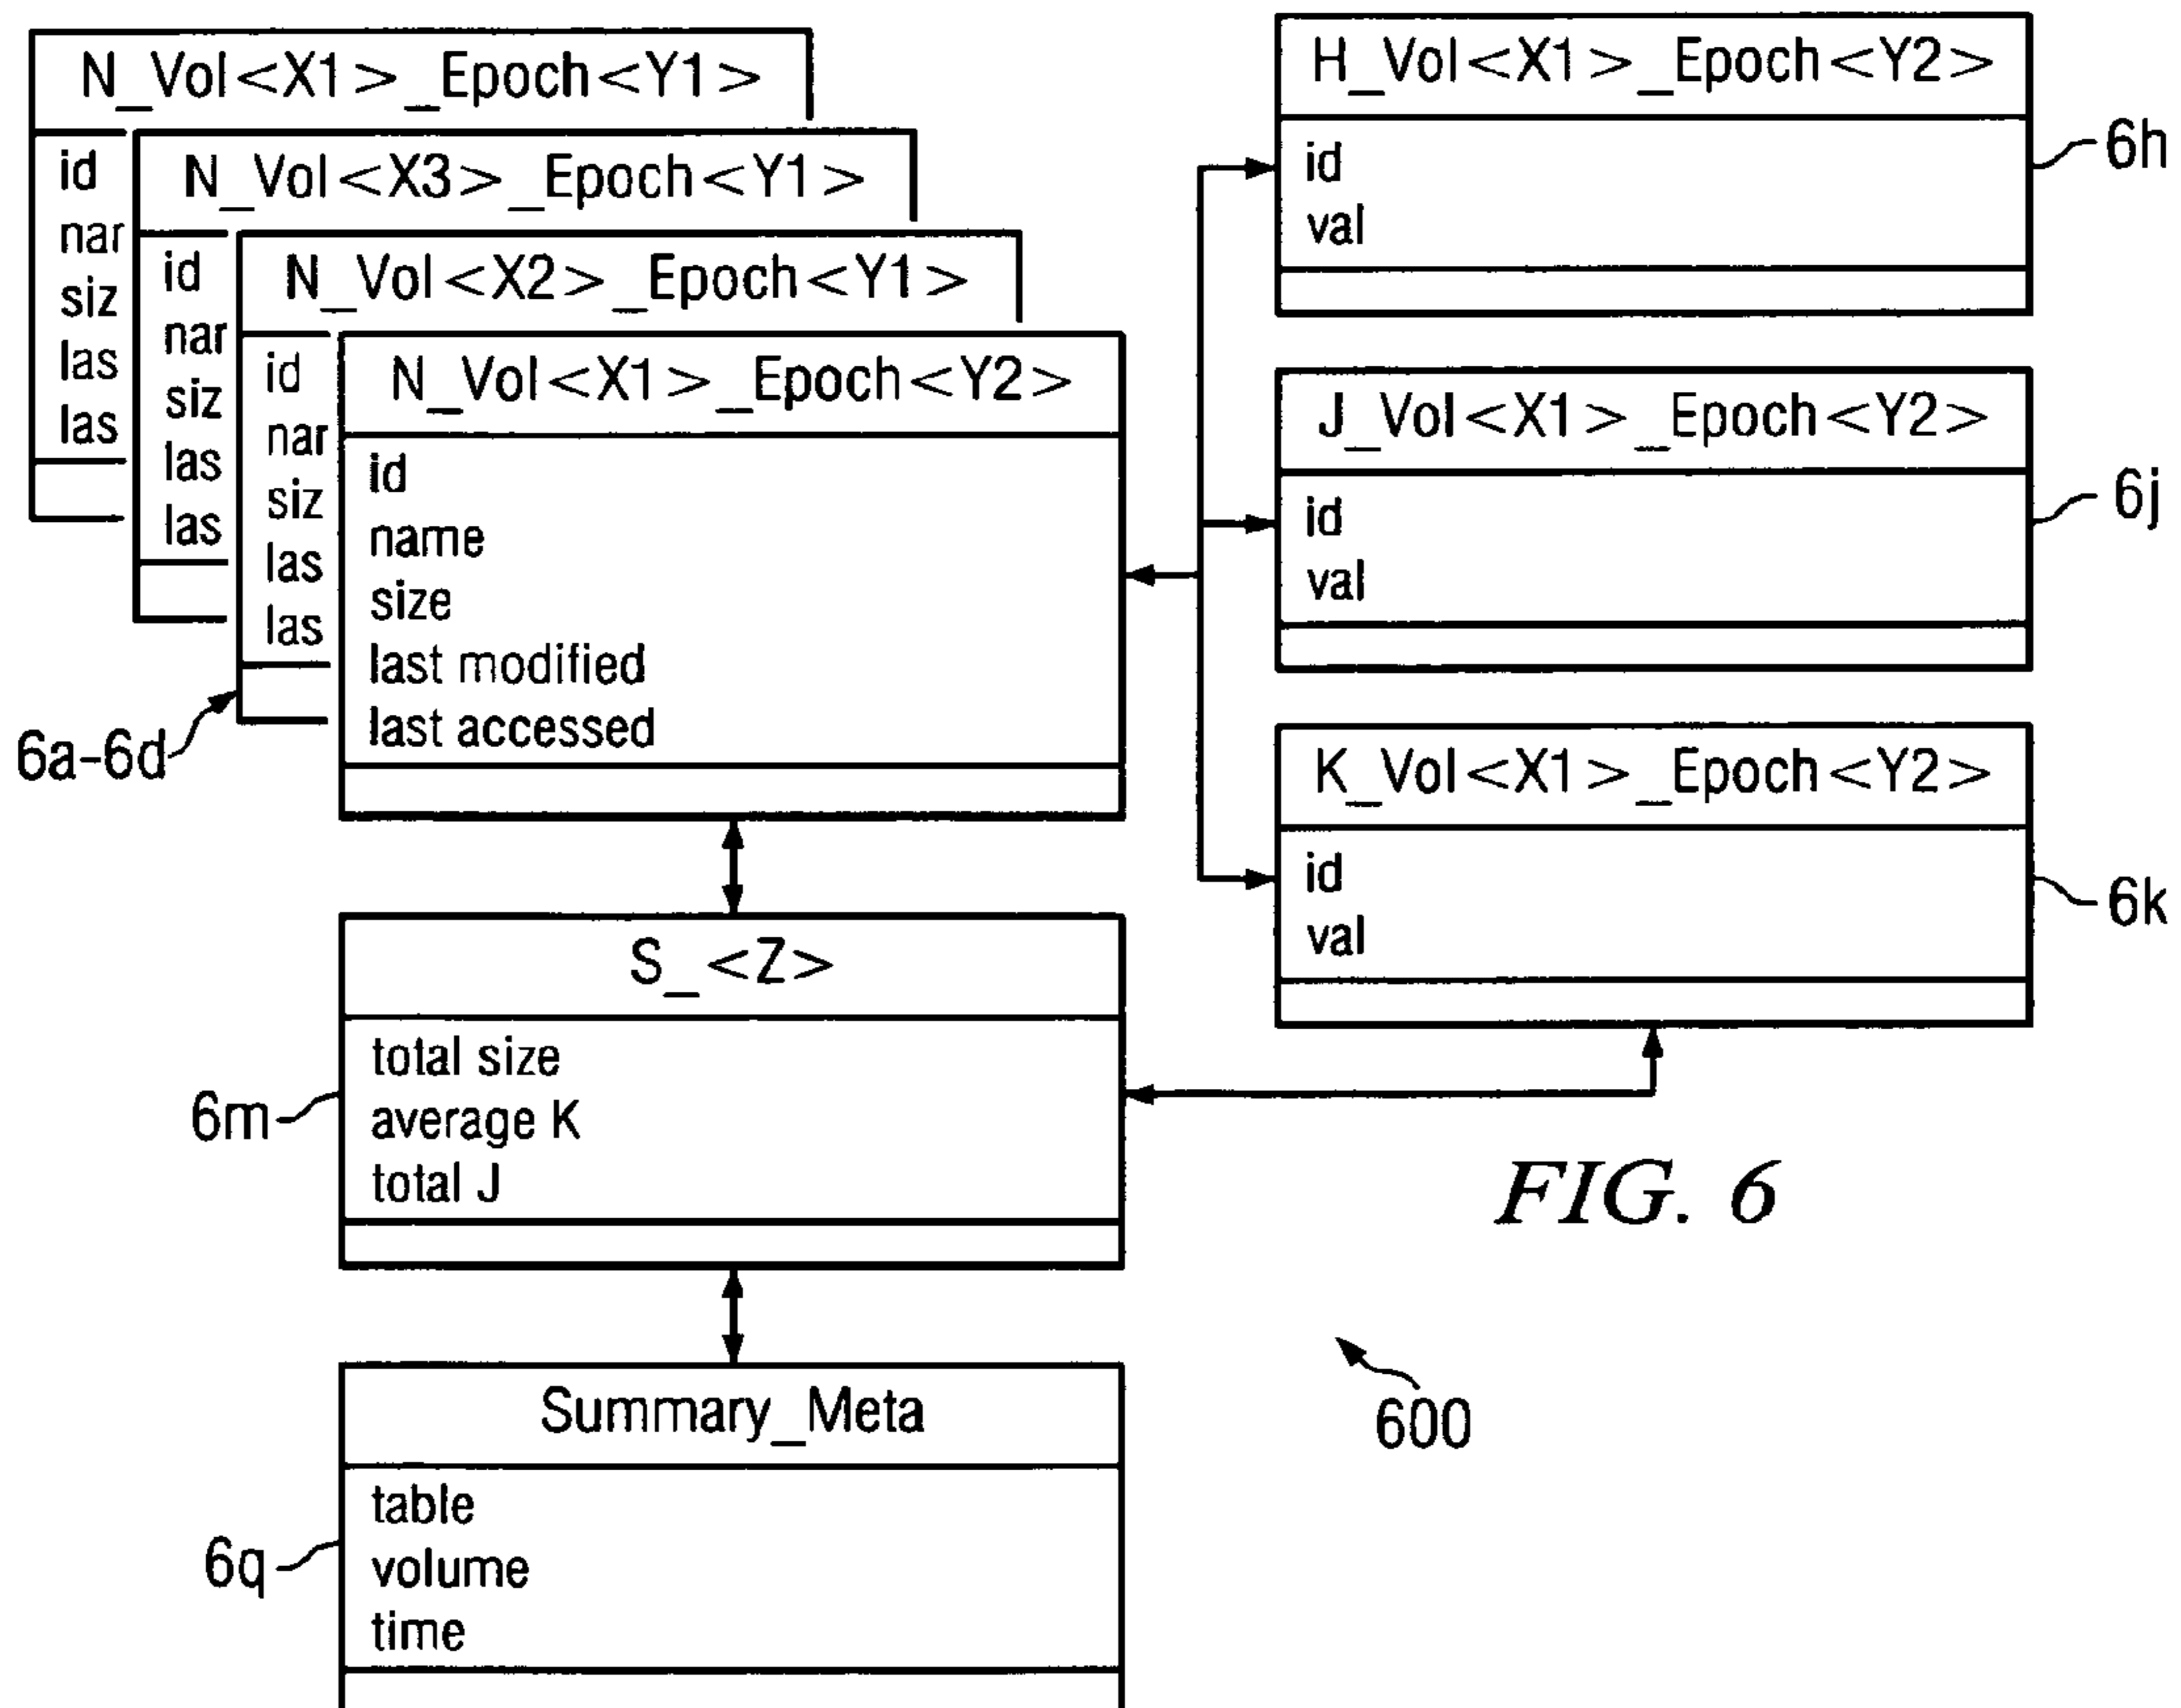 N_Vol<X1>_Epoch<Y1>
id
nar
siz
las
las
N_Vol<X3>_Epoch<Y1>
id
nar
siz
las
las
N_Vol<X2>_Epoch<Y1>
id
nar
siz
las
las
N_Vol<X1>_Epoch<Y2>
id
name
size
last modified
last accessed
6a-6d
H_Vol<X1>_Epoch<Y2>
id
val
6h
J_Vol<X1>_Epoch<Y2>
id
val
6j
K_Vol<X1>_Epoch<Y2>
id
val
6k
S_<Z>
total size
average K
total J
6m
FIG. 6
600
Summary_Meta
table
volume
time
6q